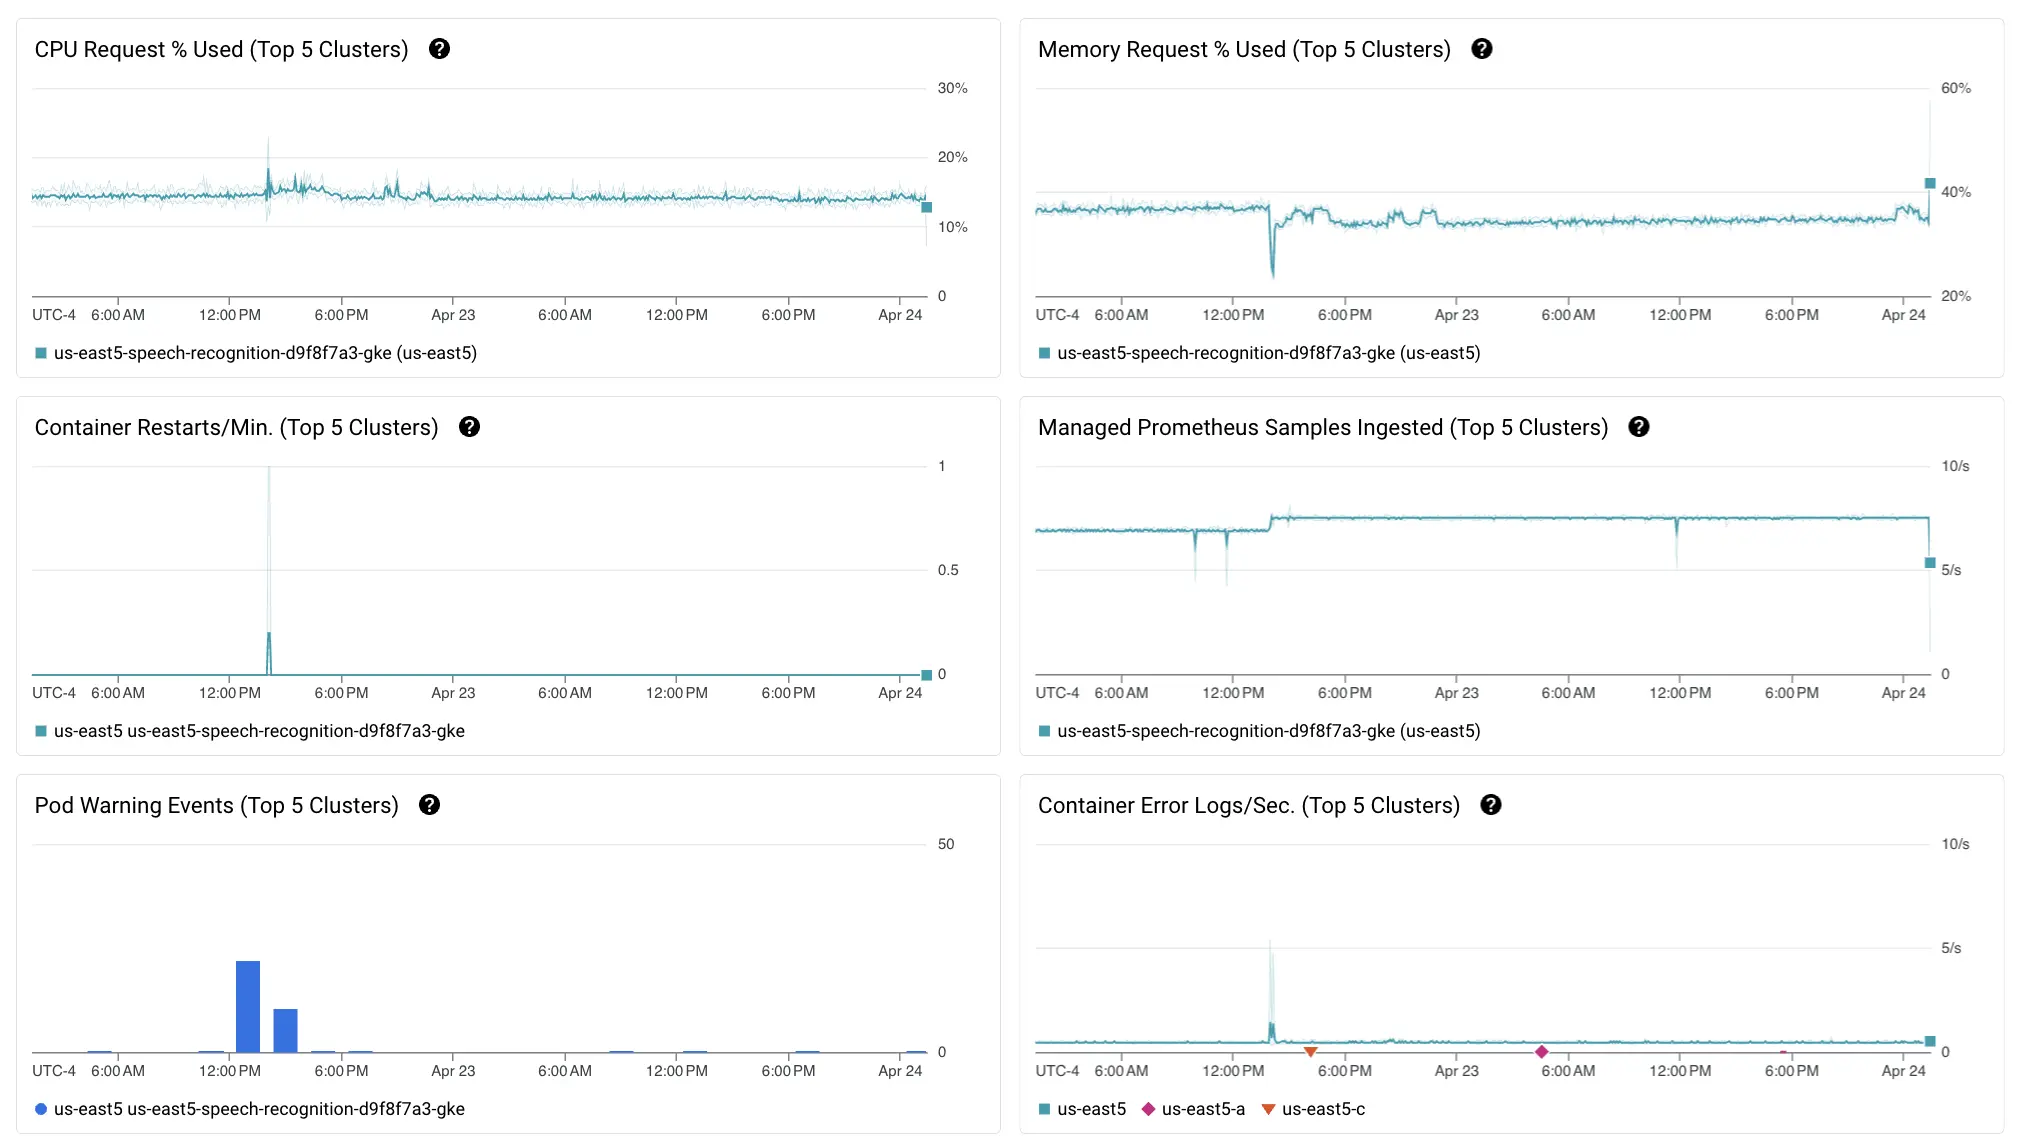 CPU Request % Used (Top 5 Clusters) ?
30%
20%
10%
0
UTC-4 6:00 AM 12:00 PM 6:00 PM Apr 23 6:00 AM 12:00 PM 6:00 PM Apr 24
us-east5-speech-recognition-d9f8f7a3-gke (us-east5)
Memory Request % Used (Top 5 Clusters) ?
60%
40%
20%
UTC-4 6:00 AM 12:00 PM 6:00 PM Apr 23 6:00 AM 12:00 PM 6:00 PM Apr 24
us-east5-speech-recognition-d9f8f7a3-gke (us-east5)
Container Restarts/Min. (Top 5 Clusters) ?
1
0.5
0
UTC-4 6:00 AM 12:00 PM 6:00 PM Apr 23 6:00 AM 12:00 PM 6:00 PM Apr 24
us-east5 us-east5-speech-recognition-d9f8f7a3-gke
Managed Prometheus Samples Ingested (Top 5 Clusters) ?
10/s
5/s
0
UTC-4 6:00 AM 12:00 PM 6:00 PM Apr 23 6:00 AM 12:00 PM 6:00 PM Apr 24
us-east5-speech-recognition-d9f8f7a3-gke (us-east5)
Pod Warning Events (Top 5 Clusters) ?
50
0
UTC-4 6:00 AM 12:00 PM 6:00 PM Apr 23 6:00 AM 12:00 PM 6:00 PM Apr 24
us-east5 us-east5-speech-recognition-d9f8f7a3-gke
Container Error Logs/Sec. (Top 5 Clusters) ?
10/s
5/s
0
UTC-4 6:00 AM 12:00 PM 6:00 PM Apr 23 6:00 AM 12:00 PM 6:00 PM Apr 24
us-east5 us-east5-a us-east5-c